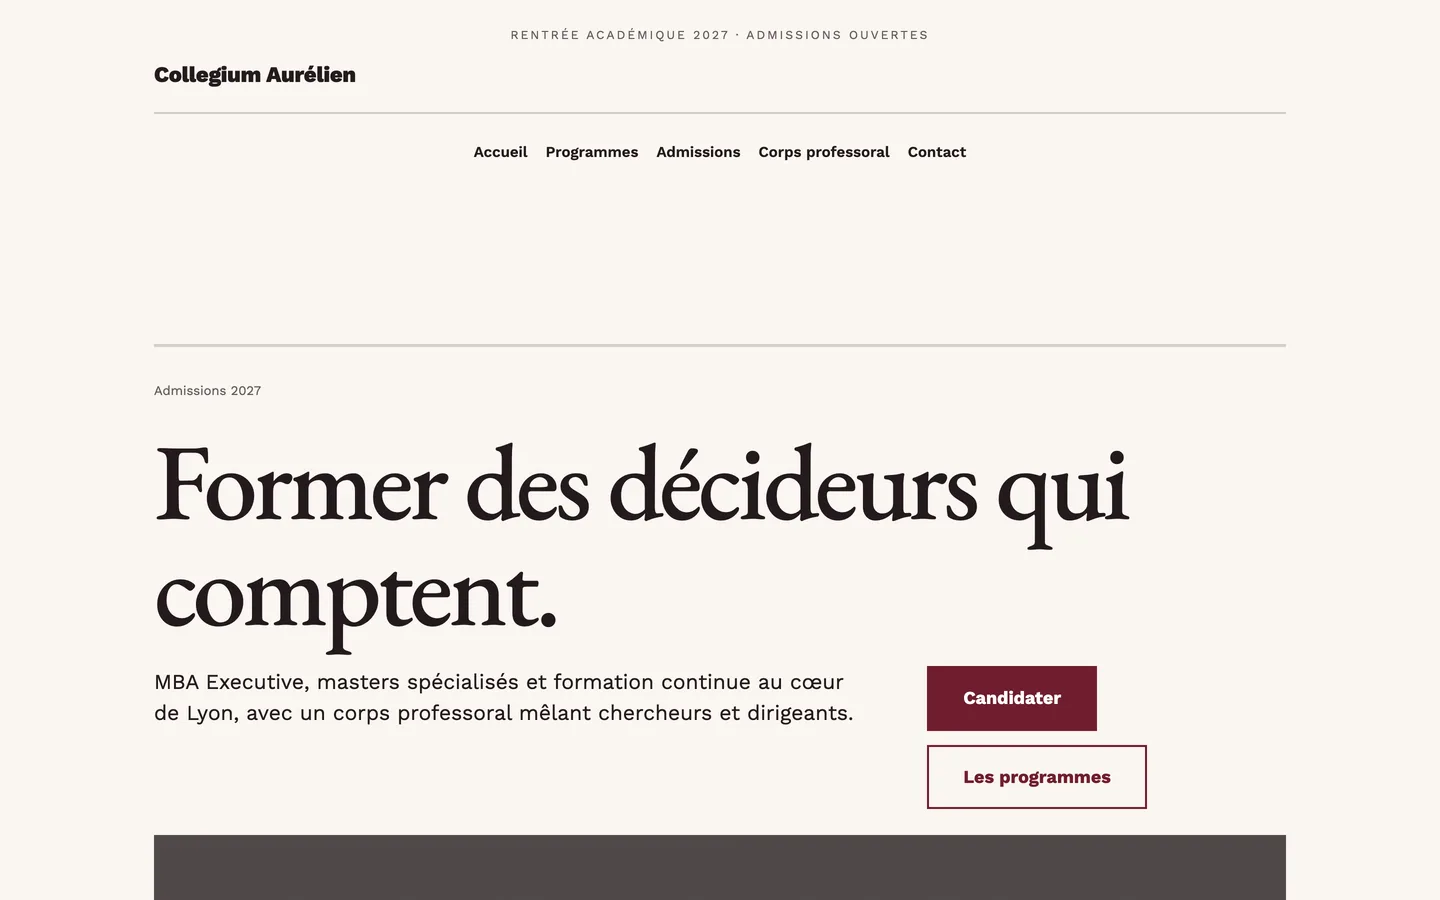 RENTRÉE ACADÉMIQUE 2027 · ADMISSIONS OUVERTES
Collegium Aurélien
Accueil Programmes Admissions Corps professoral Contact
Admissions 2027
Former des décideurs qui
comptent.
MBA Executive, masters spécialisés et formation continue au cœur
de Lyon, avec un corps professoral mêlant chercheurs et dirigeants.
Candidater
Les programmes